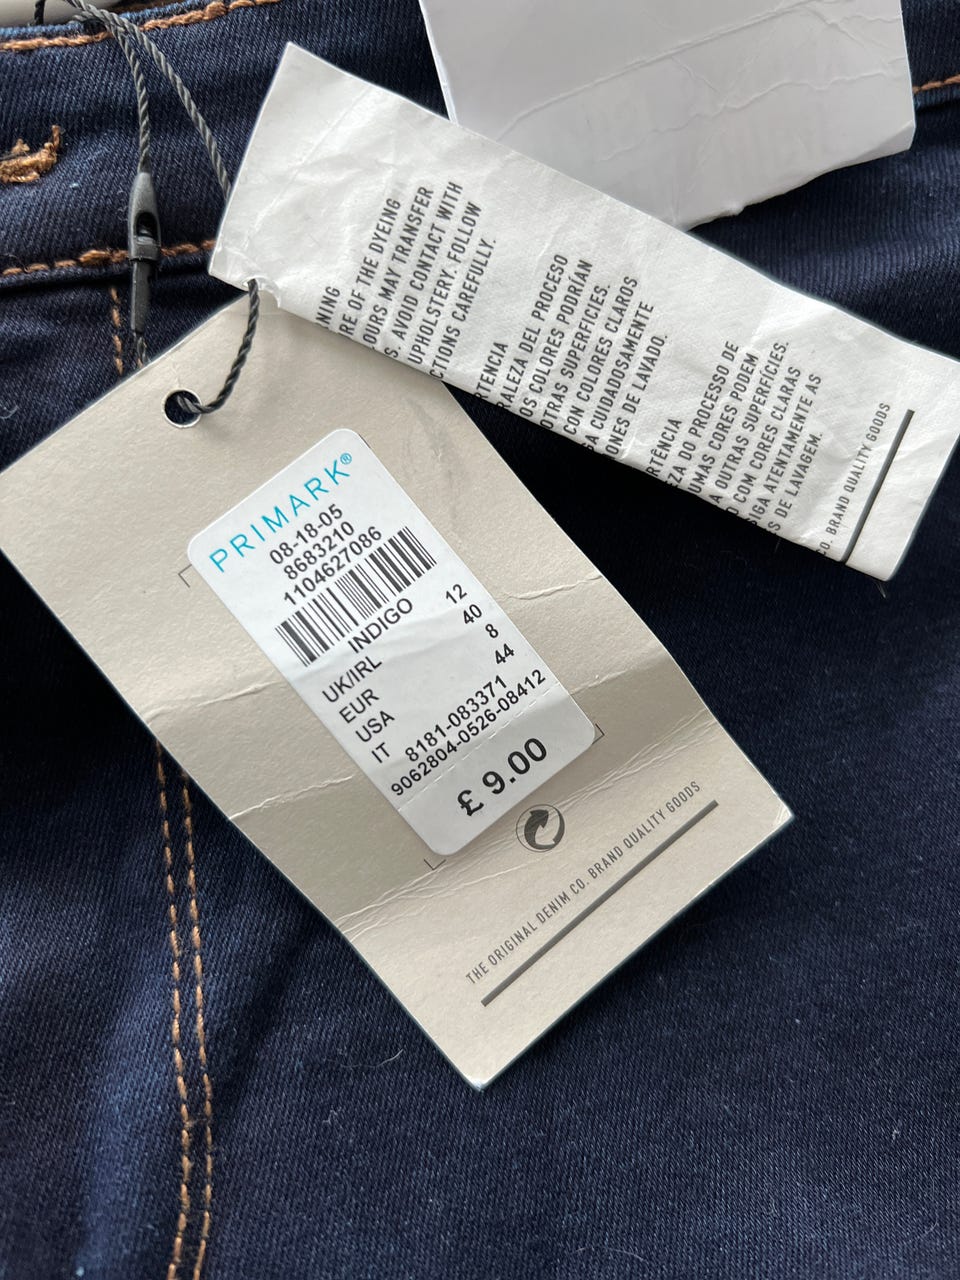 NING
RE OF THE DYEING
OURS MAY TRANSFER
S. AVOID CONTACT WITH
UPHOLSTERY. FOLLOW
CTIONS CAREFULLY.
RTENCIA
RALEZA DEL PROCESO
OS COLORES PODRÍAN
OTRAS SUPERFICIES.
CON COLORES CLAROS
GA CUIDADOSAMENTE
ONES DE LAVADO.
RTÊNCIA
ZA DO PROCESSO DE
UMAS CORES PODEM
A OUTRAS SUPERFÍCIES.
O COM CORES CLARAS
SIGA ATENTAMENTE AS
S DE LAVAGEM.
CO. BRAND QUALITY GOODS
PRIMARK®
08-18-05
8683210
1104627086
INDIGO
UK/IRL 12
EUR 40
USA 8
IT 44
8181-083371
9062804-0526-08412
£ 9.00
THE ORIGINAL DENIM CO. BRAND QUALITY GOODS